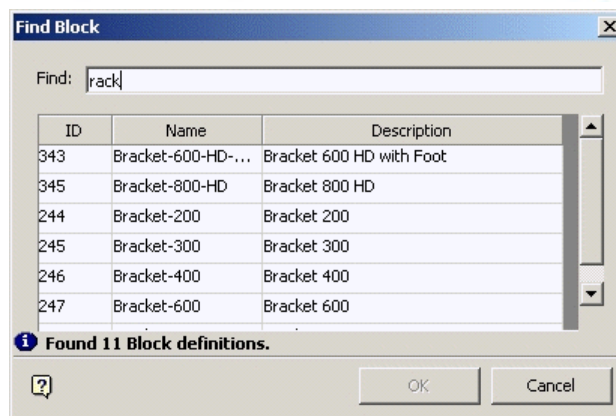 Find Block
Find: rack
ID Name Description
343 Bracket-600-HD-... Bracket 600 HD with Foot
345 Bracket-800-HD Bracket 800 HD
244 Bracket-200 Bracket 200
245 Bracket-300 Bracket 300
246 Bracket-400 Bracket 400
247 Bracket-600 Bracket 600
Found 11 Block definitions.
OK Cancel